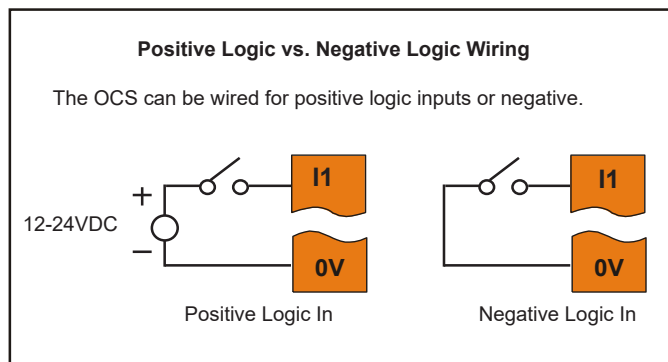 Positive Logic vs. Negative Logic Wiring
The OCS can be wired for positive logic inputs or negative.
I1
I1
+
12-24VDC
–
0V
0V
Positive Logic In
Negative Logic In